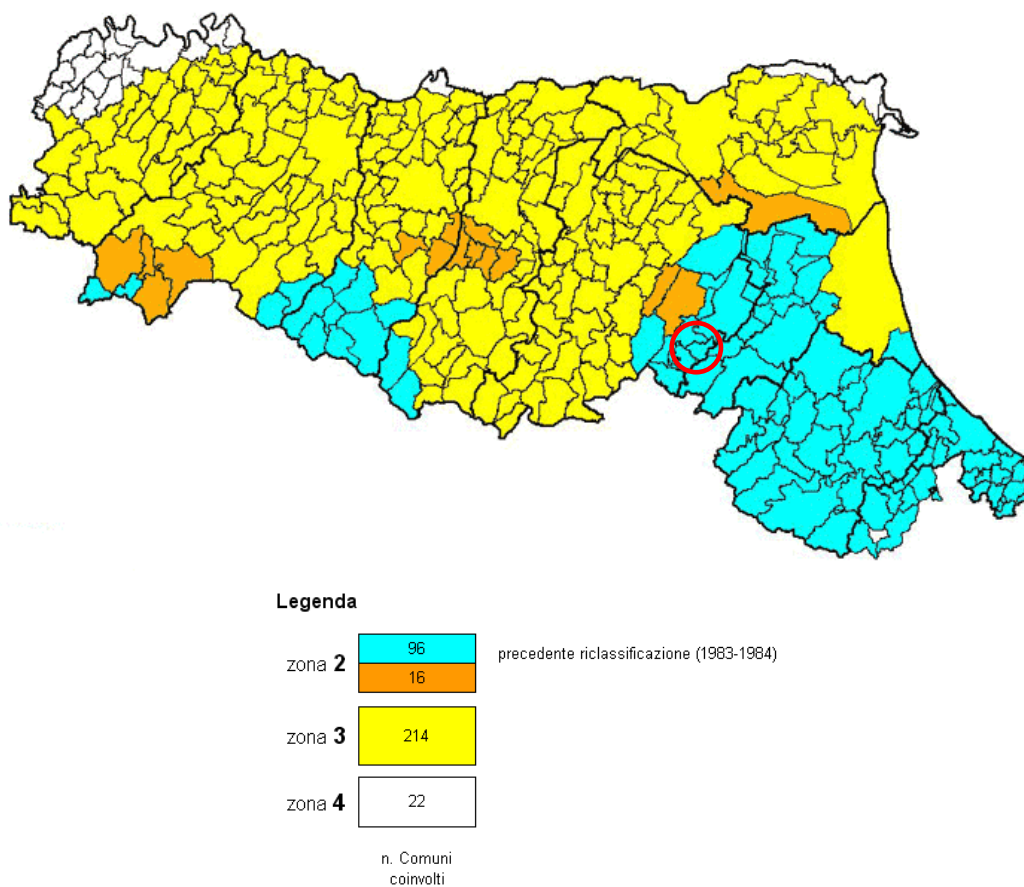 Legenda
zona 2
96
precedente riclassificazione (1983-1984)
16
zona 3
214
zona 4
22
n. Comuni
coinvolti